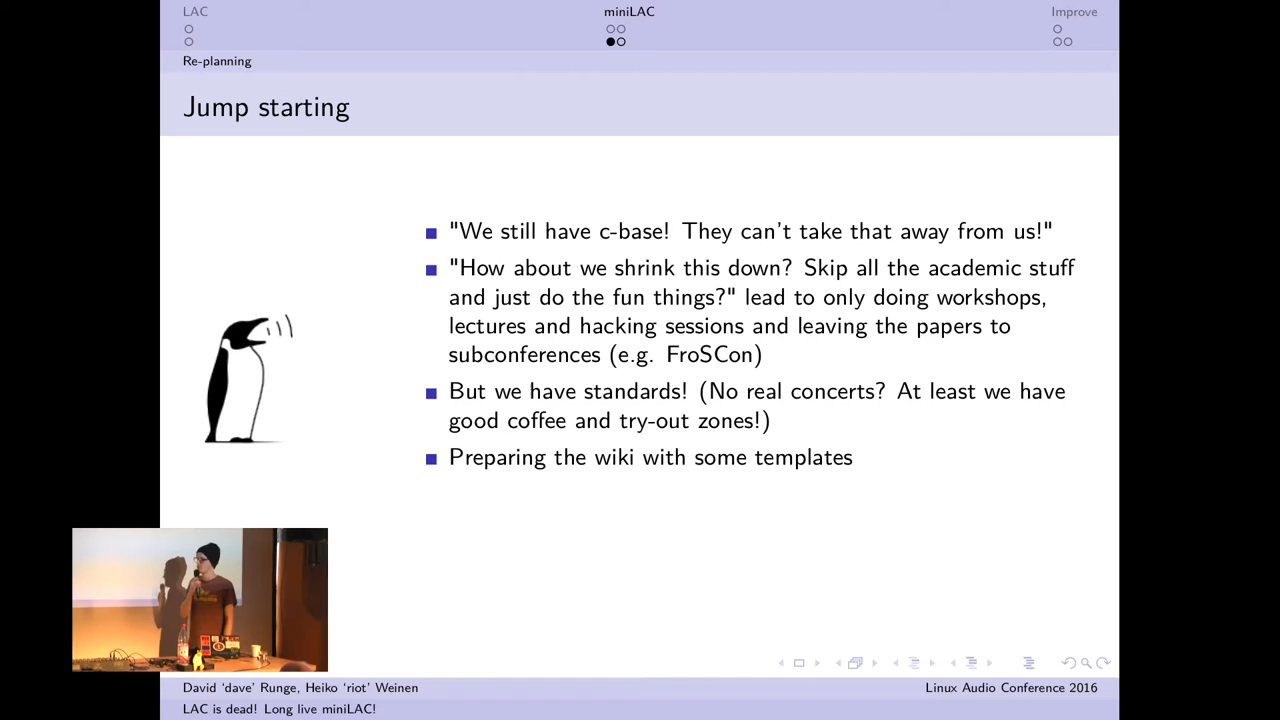 LAC
miniLAC
Improve
Re-planning
Jump starting
"We still have c-base! They can't take that away from us!"
"How about we shrink this down? Skip all the academic stuff
and just do the fun things?" lead to only doing workshops,
lectures and hacking sessions and leaving the papers to
subconferences (e.g. FroSCon)
But we have standards! (No real concerts? At least we have
good coffee and try-out zones!)
Preparing the wiki with some templates
David 'dave' Runge, Heiko 'riot' Weinen
Linux Audio Conference 2016
LAC is dead! Long live miniLAC!